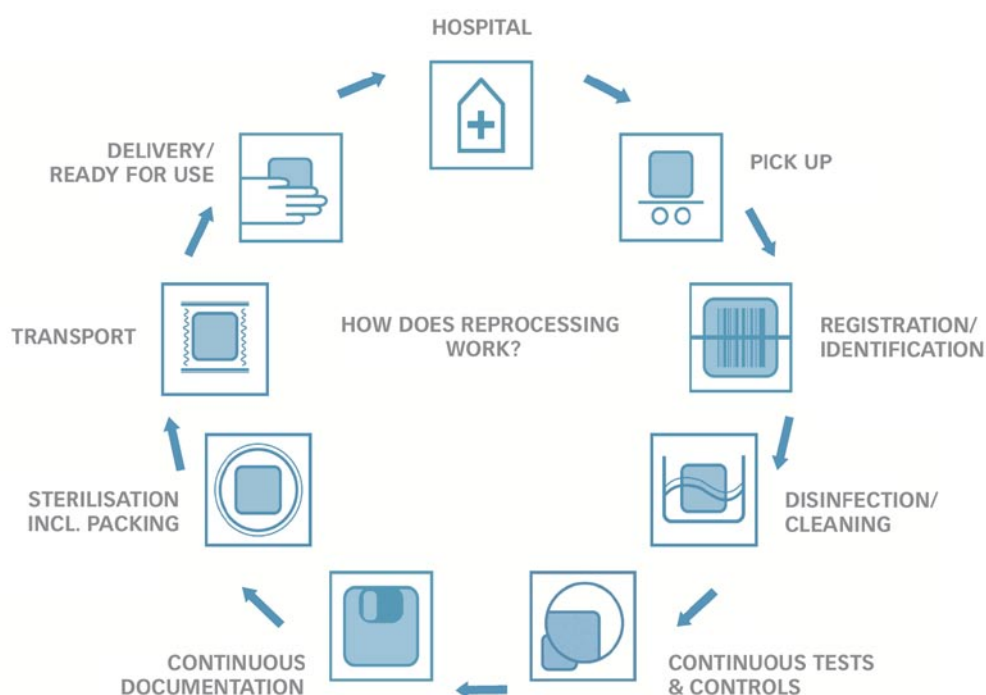 HOSPITAL
PICK UP
REGISTRATION/
IDENTIFICATION
DISINFECTION/
CLEANING
CONTINUOUS TESTS
& CONTROLS
CONTINUOUS
DOCUMENTATION
STERILISATION
INCL. PACKING
TRANSPORT
DELIVERY/
READY FOR USE
HOW DOES REPROCESSING
WORK?